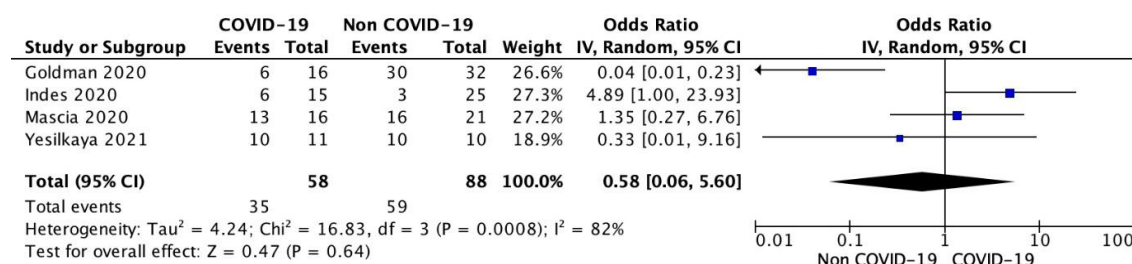 COVID-19 Non COVID-19 Odds Ratio Odds Ratio
Study or Subgroup Events Total Events Total Weight IV, Random, 95% CI IV, Random, 95% CI
Goldman 2020 6 16 30 32 26.6% 0.04 [0.01, 0.23]
Indes 2020 6 15 3 25 27.3% 4.89 [1.00, 23.93]
Mascia 2020 13 16 16 21 27.2% 1.35 [0.27, 6.76]
Yesilkaya 2021 10 11 10 10 18.9% 0.33 [0.01, 9.16]
Total (95% CI) 58 88 100.0% 0.58 [0.06, 5.60]
Total events 35 59
Heterogeneity: Tau² = 4.24; Chi² = 16.83, df = 3 (P = 0.0008); I² = 82%
Test for overall effect: Z = 0.47 (P = 0.64)
0.01 0.1 1 10 100
Non COVID-19 COVID-19